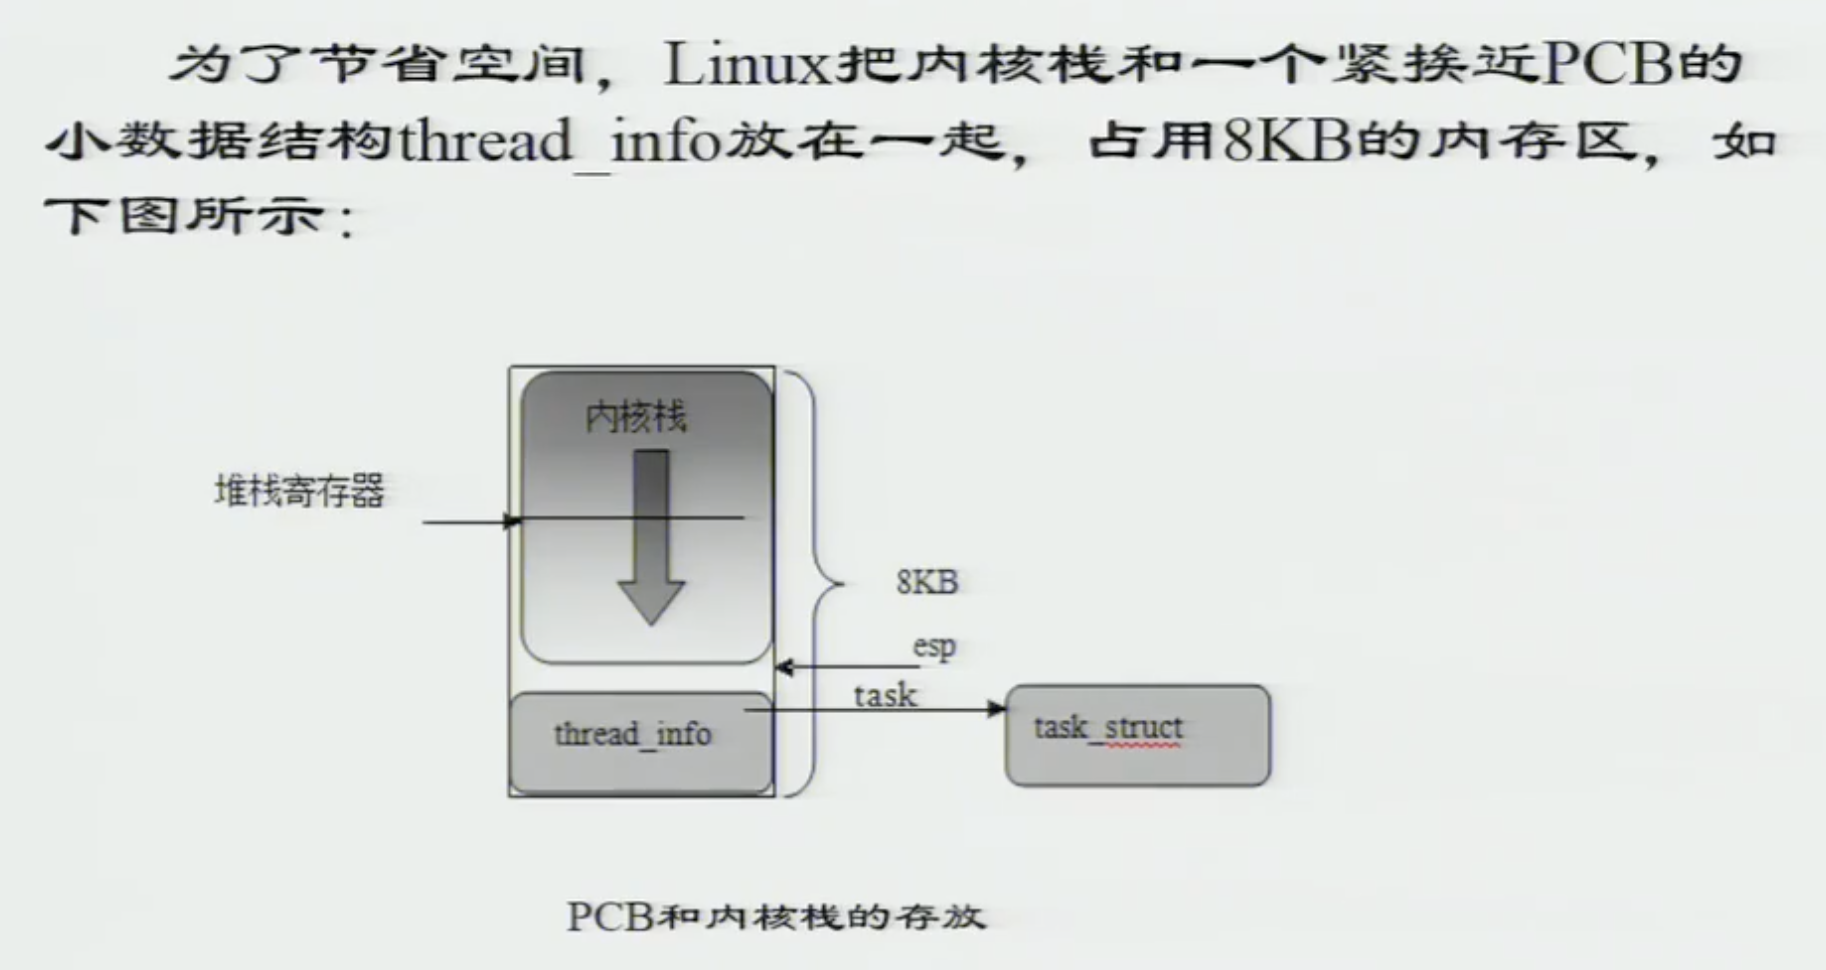 为了节省空间，Linux把内核栈和一个紧挨近PCB的
小数据结构thread_info放在一起，占用8KB的内存区，如
下图所示：
内核栈
堆栈寄存器
8KB
esp
task
thread_info
task_struct
PCB和内核栈的存放